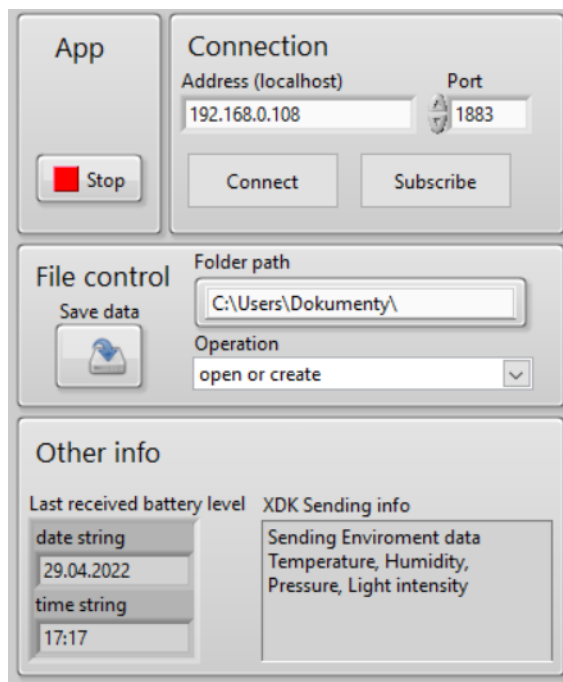 App
Stop
Connection
Address (localhost)
Port
192.168.0.108
1883
Connect
Subscribe
File control
Save data
Folder path
C:\Users\Dokumenty\
Operation
open or create
Other info
Last received battery level
date string
29.04.2022
time string
17:17
XDK Sending info
Sending Enviroment data
Temperature, Humidity,
Pressure, Light intensity